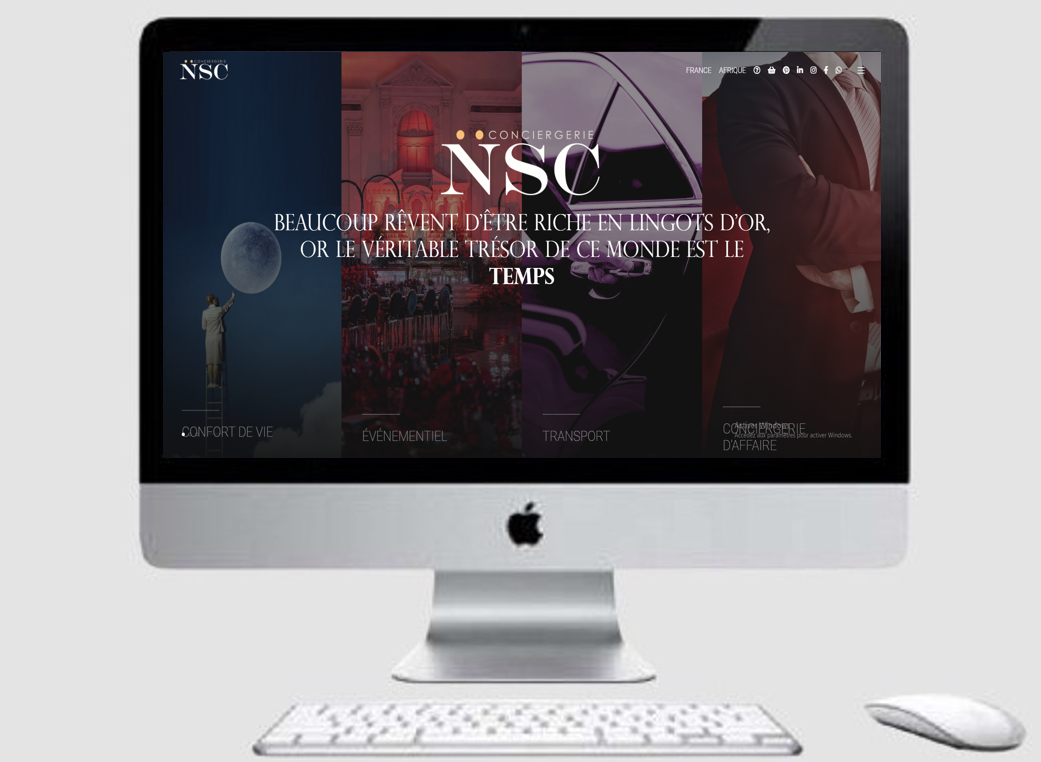 CONCIERGERIE
NSC
FRANCE AFRIQUE
CONCIERGERIE
NSC
BEAUCOUP RÊVENT D'ÊTRE RICHE EN LINGOTS D'OR,
OR LE VÉRITABLE TRÉSOR DE CE MONDE EST LE
TEMPS
CONFORT DE VIE
ÉVÉNEMENTIEL
TRANSPORT
CONCIERGERIE
D'AFFAIRE
Activer Windows
Accédez aux paramètres pour activer Windows.